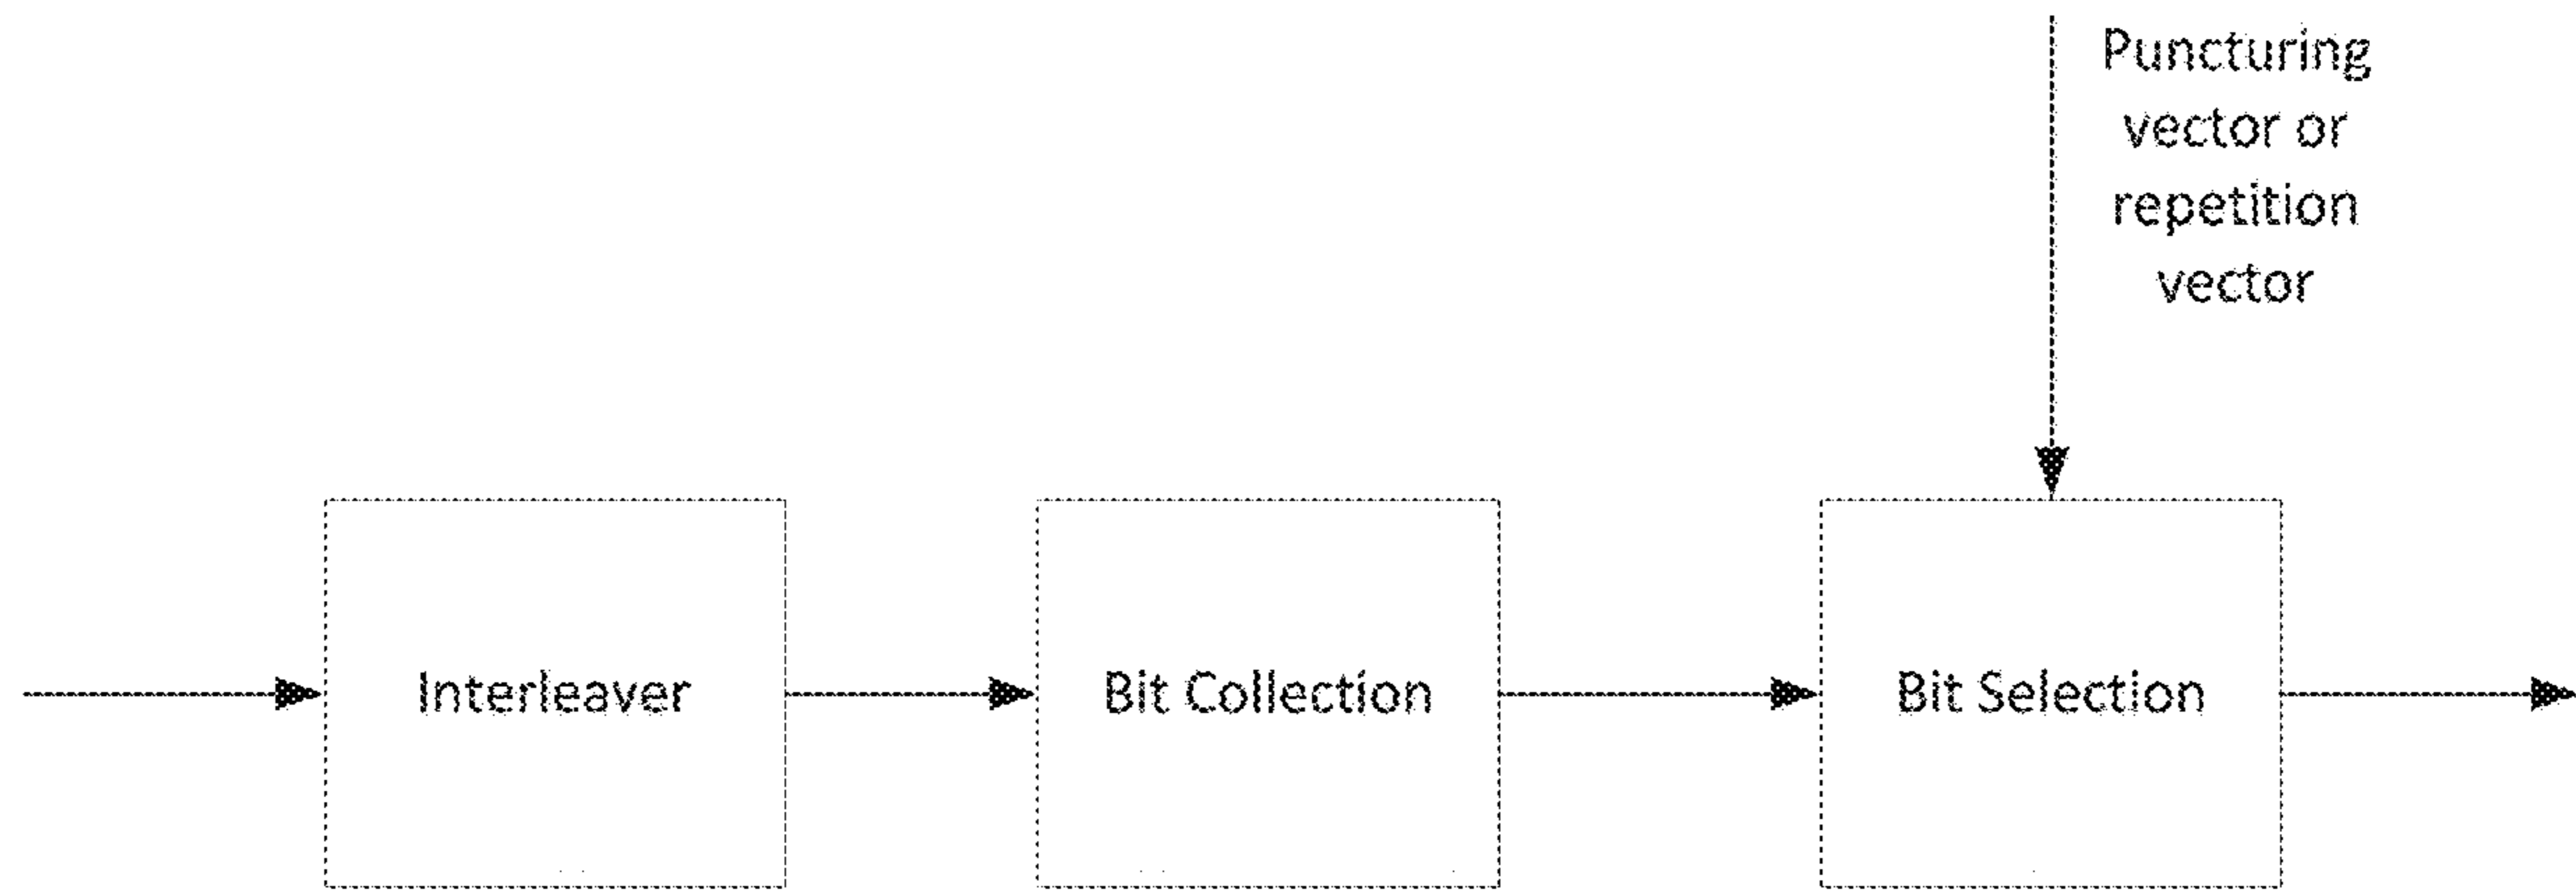 Puncturing
vector or
repetition
vector
Interleaver
Bit Collection
Bit Selection